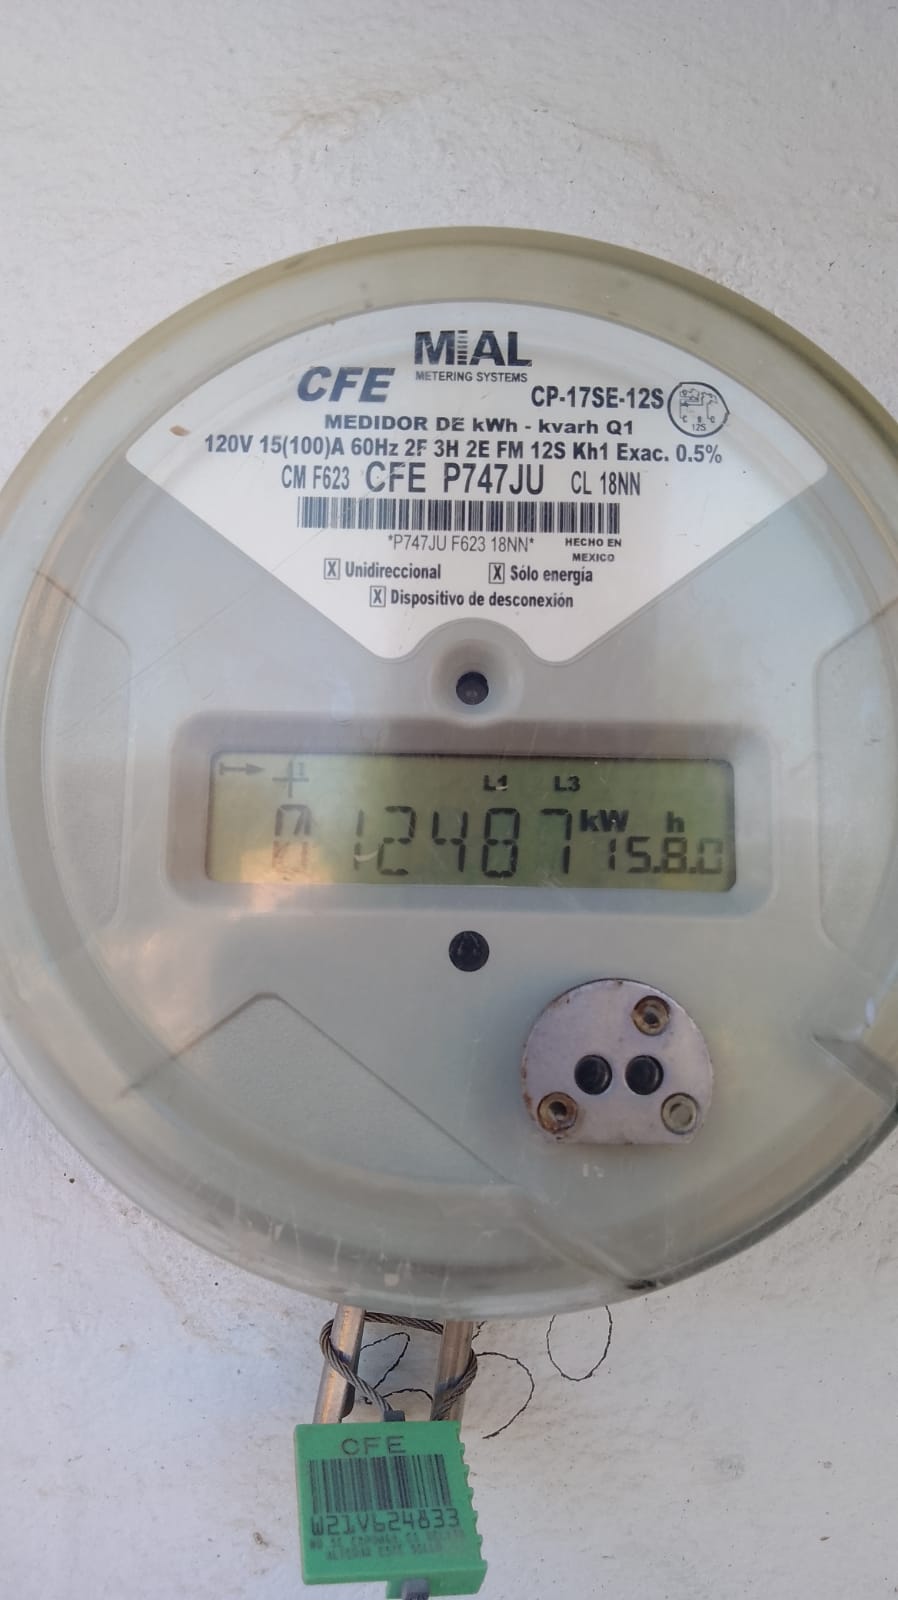 MIAL
METERING SYSTEMS
CFE
CP-17SE-12S
12S
MEDIDOR DE kWh - kvarh Q1
120V 15(100)A 60Hz 2F 3H 2E FM 12S Kh1 Exac. 0.5%
CM F623 CFE P747JU CL 18NN
*P747JU F623 18NN*
HECHO EN
MEXICO
X Unidireccional X Sólo energía
X Dispositivo de desconexión
L1 L3
012487 kW h
15.8.0
CFE
W21V624833